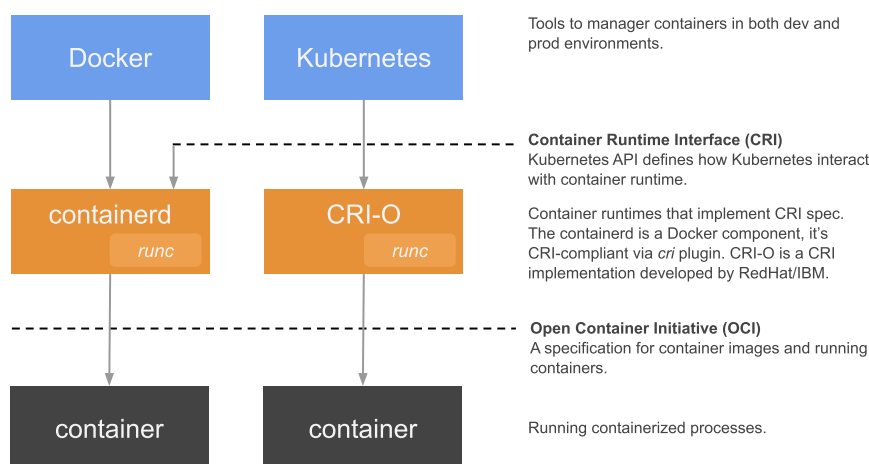 Docker
Kubernetes
Tools to manager containers in both dev and
prod environments.
Container Runtime Interface (CRI)
Kubernetes API defines how Kubernetes interact
with container runtime.
containerd
runc
CRI-O
runc
Container runtimes that implement CRI spec.
The containerd is a Docker component, it’s
CRI-compliant via cri plugin. CRI-O is a CRI
implementation developed by RedHat/IBM.
Open Container Initiative (OCI)
A specification for container images and running
containers.
container
container
Running containerized processes.